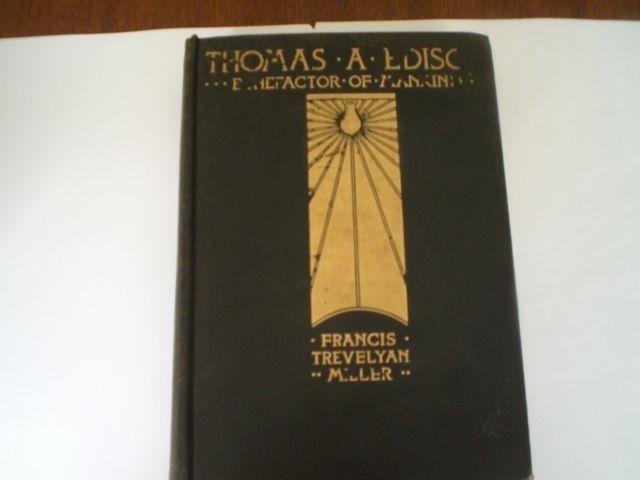 THOMAS · A · EDISO
··· BENEFACTOR · OF · MANKIND ·
· FRANCIS ·
TREVELYAN
·· MILLER ··